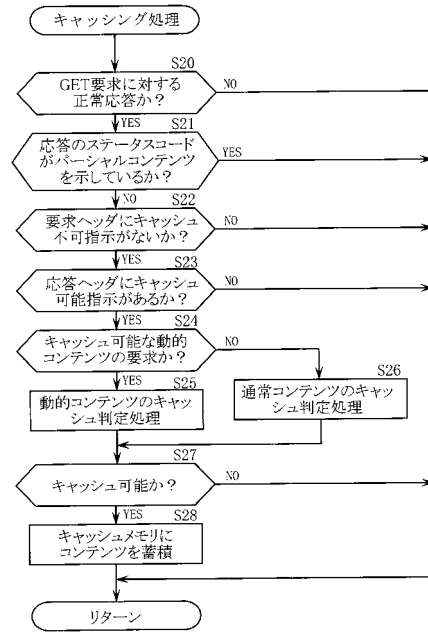 キャッシング処理
S20
GET要求に対する
正常応答か？
NO
YES
S21
応答のステータスコード
がパーシャルコンテンツ
を示しているか？
YES
NO
S22
要求ヘッダにキャッシュ
不可指示がないか？
NO
YES
S23
応答ヘッダにキャッシュ
可能指示があるか？
NO
YES
S24
キャッシュ可能な動的
コンテンツの要求か？
NO
YES
S25
動的コンテンツのキャッ
シュ判定処理
S26
通常コンテンツのキャッ
シュ判定処理
S27
キャッシュ可能か？
NO
YES
S28
キャッシュメモリに
コンテンツを蓄積
リターン